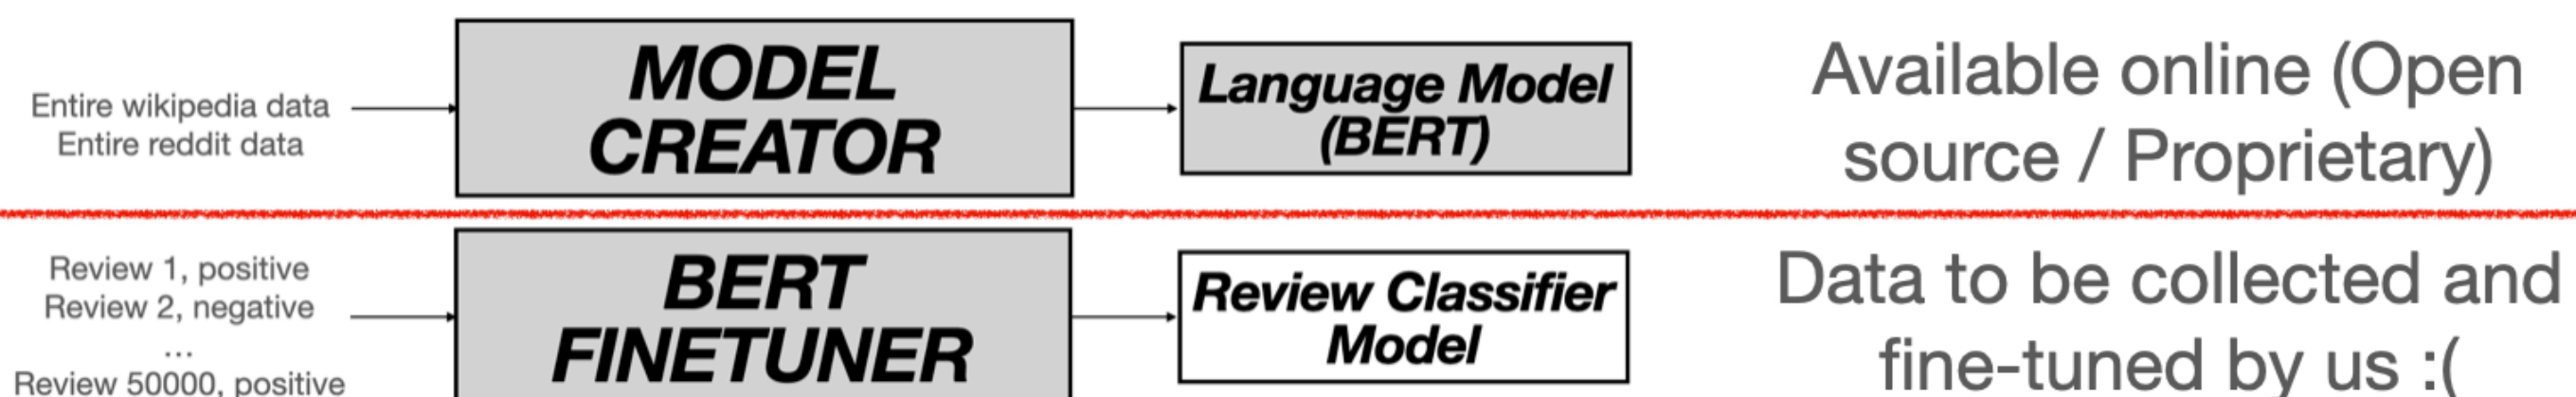 Entire wikipedia data
Entire reddit data
MODEL
CREATOR
Language Model
(BERT)
Available online (Open
source / Proprietary)
Review 1, positive
Review 2, negative
...
Review 50000, positive
BERT
FINETUNER
Review Classifier
Model
Data to be collected and
fine-tuned by us :(